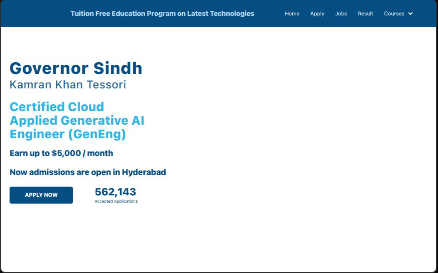 Tuition Free Education Program on Latest Technologies
Home Apply Jobs Result Courses
Governor Sindh
Kamran Khan Tessori
Certified Cloud
Applied Generative AI
Engineer (GenEng)
Earn up to $5,000 / month
Now admissions are open in Hyderabad
APPLY NOW
562,143
Accepted Applications